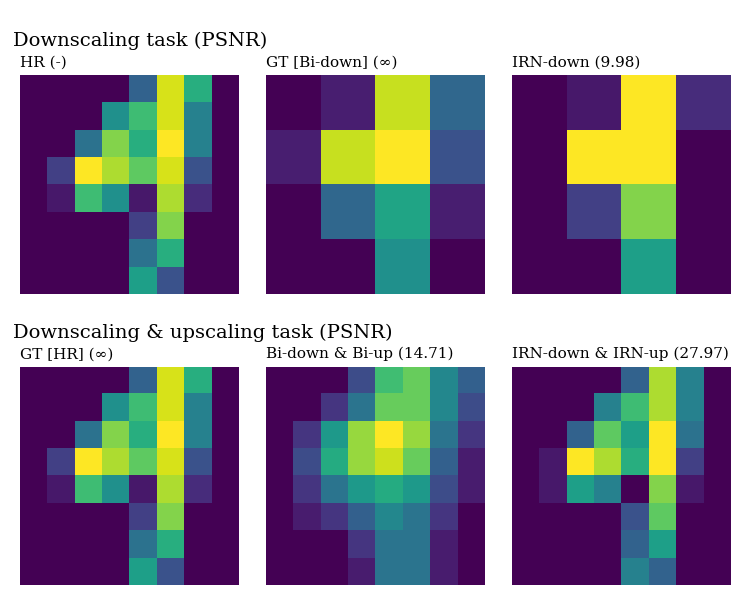 Downscaling task (PSNR)
HR (-)
GT [Bi-down] (∞)
IRN-down (9.98)
Downscaling & upscaling task (PSNR)
GT [HR] (∞)
Bi-down & Bi-up (14.71)
IRN-down & IRN-up (27.97)